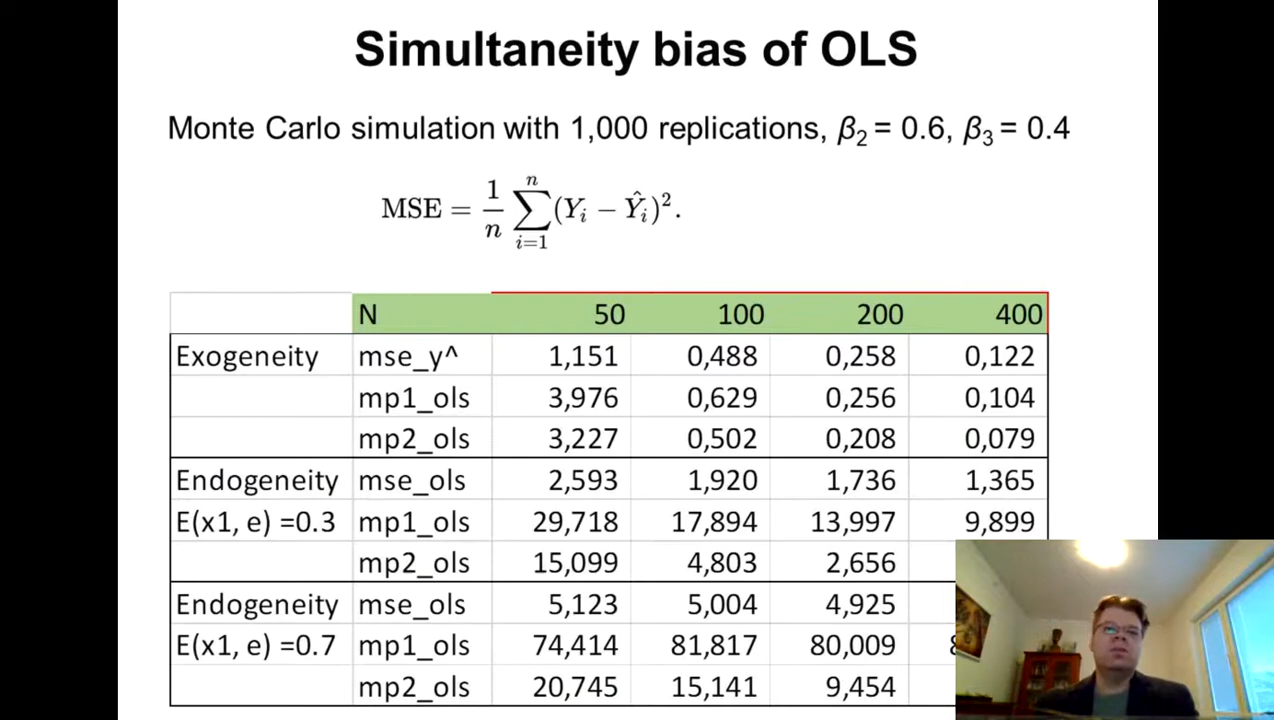 Simultaneity bias of OLS
Monte Carlo simulation with 1,000 replications, β₂ = 0.6, β₃ = 0.4
MSE = 1/n ∑ᵢ₌₁ⁿ (Yᵢ − Ŷᵢ)².
N 50 100 200 400
Exogeneity mse_y^ 1,151 0,488 0,258 0,122
mp1_ols 3,976 0,629 0,256 0,104
mp2_ols 3,227 0,502 0,208 0,079
Endogeneity mse_ols 2,593 1,920 1,736 1,365
E(x1, e) =0.3 mp1_ols 29,718 17,894 13,997 9,899
mp2_ols 15,099 4,803 2,656
Endogeneity mse_ols 5,123 5,004 4,925
E(x1, e) =0.7 mp1_ols 74,414 81,817 80,009
mp2_ols 20,745 15,141 9,454